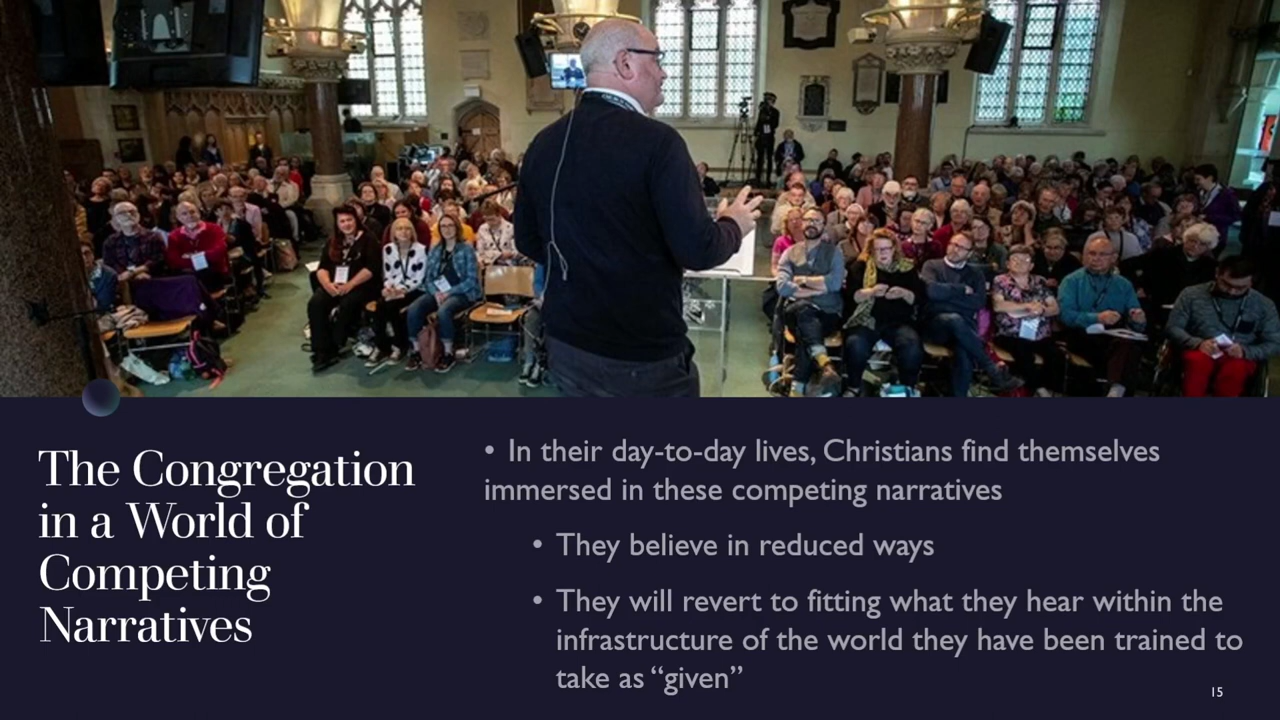 The Congregation
in a World of
Competing
Narratives
• In their day-to-day lives, Christians find themselves
immersed in these competing narratives
• They believe in reduced ways
• They will revert to fitting what they hear within the
infrastructure of the world they have been trained to
take as “given”
15